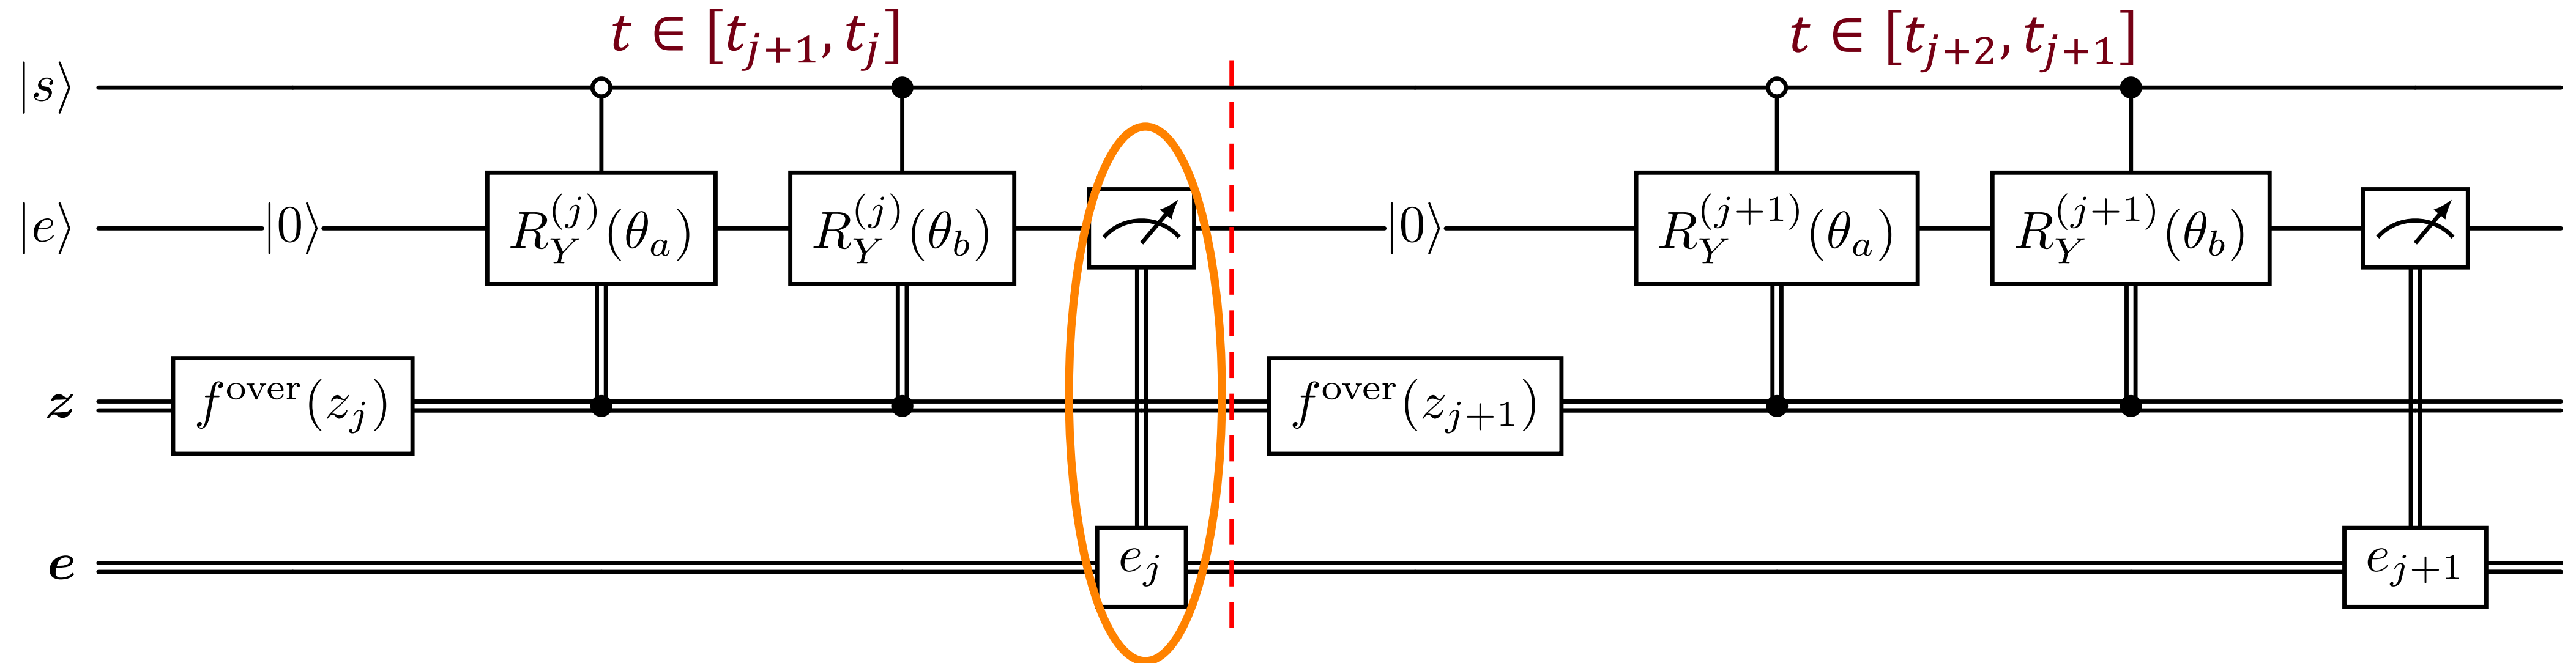 t ∈ [t_{j+1}, t_j] t ∈ [t_{j+2}, t_{j+1}]
|s⟩
|e⟩ |0⟩ R_Y^{(j)}(θ_a) R_Y^{(j)}(θ_b) |0⟩ R_Y^{(j+1)}(θ_a) R_Y^{(j+1)}(θ_b)
z f^{over}(z_j) f^{over}(z_{j+1})
e e_j e_{j+1}